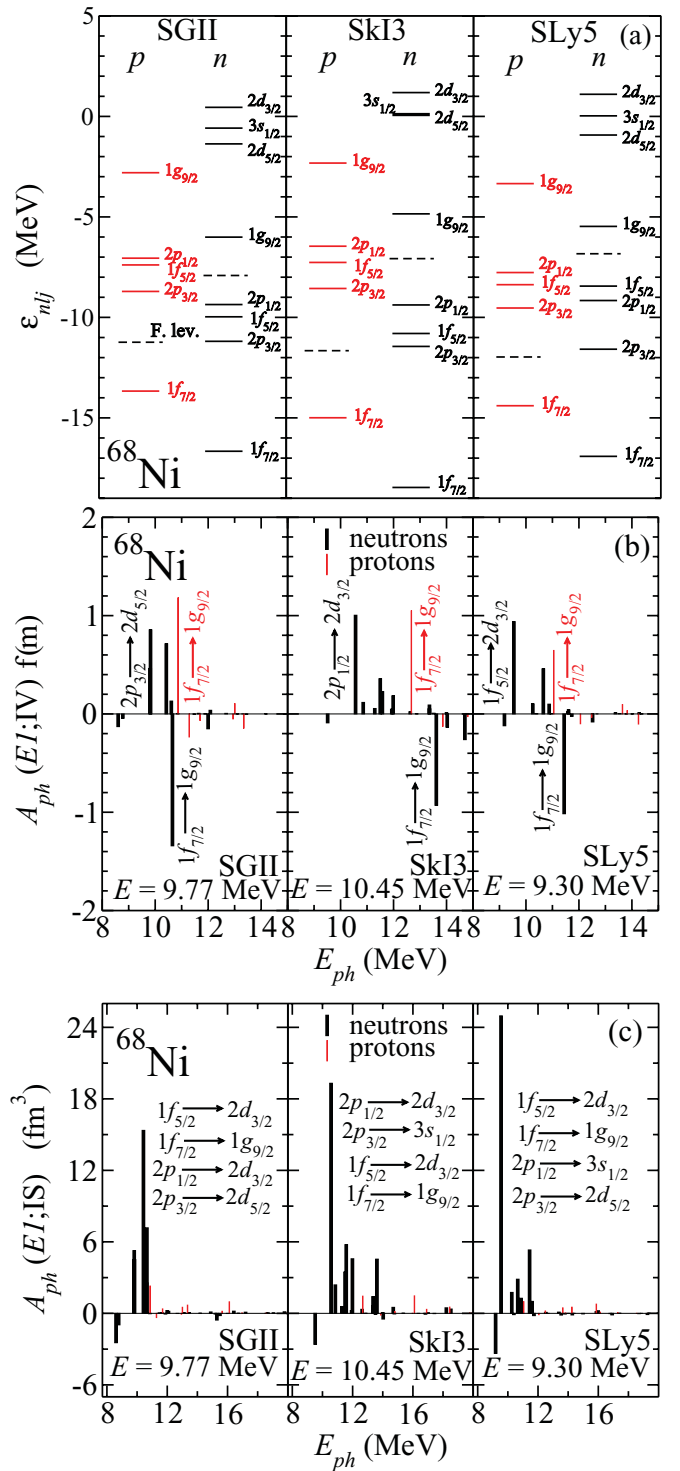 SGII SkI3 SLy5
(a)
p n p n p n
5
0
-5
-10
-15
ε_nlj (MeV)
2d3/2
3s1/2
2d5/2
1g9/2
1g9/2
2p1/2
1f5/2
2p3/2
2p1/2
1f5/2
2p3/2
F. lev.
1f7/2
1f7/2
68Ni
2d3/2
3s1/2
2d5/2
1g9/2
1g9/2
2p1/2
1f5/2
2p3/2
2p1/2
1f5/2
2p3/2
1f7/2
1f7/2
2d3/2
3s1/2
2d5/2
1g9/2
1g9/2
2p1/2
1f5/2
2p3/2
1f5/2
2p1/2
2p3/2
1f7/2
1f7/2
2
1
0
-1
-2
A_ph (E1;IV) f(m)
68Ni
neutrons
protons
(b)
2p3/2→2d5/2
1f7/2→1g9/2
1f7/2→1g9/2
SGII
E = 9.77 MeV
2p1/2→2d3/2
1f7/2→1g9/2
1f7/2→1g9/2
SkI3
E = 10.45 MeV
1f5/2→2d3/2
1f7/2→1g9/2
1f7/2→1g9/2
SLy5
E = 9.30 MeV
8 10 12 14 8 10 12 14 8 10 12 14
E_ph (MeV)
24
18
12
6
0
-6
A_ph (E1;IS) (fm^3)
68Ni
neutrons
protons
(c)
1f5/2→2d3/2
1f7/2→1g9/2
2p1/2→2d3/2
2p3/2→2d5/2
SGII
E = 9.77 MeV
2p1/2→2d3/2
2p3/2→3s1/2
1f5/2→2d3/2
1f7/2→1g9/2
SkI3
E = 10.45 MeV
1f5/2→2d3/2
1f7/2→1g9/2
2p1/2→3s1/2
2p3/2→2d5/2
SLy5
E = 9.30 MeV
8 12 16 8 12 16 8 12 16
E_ph (MeV)